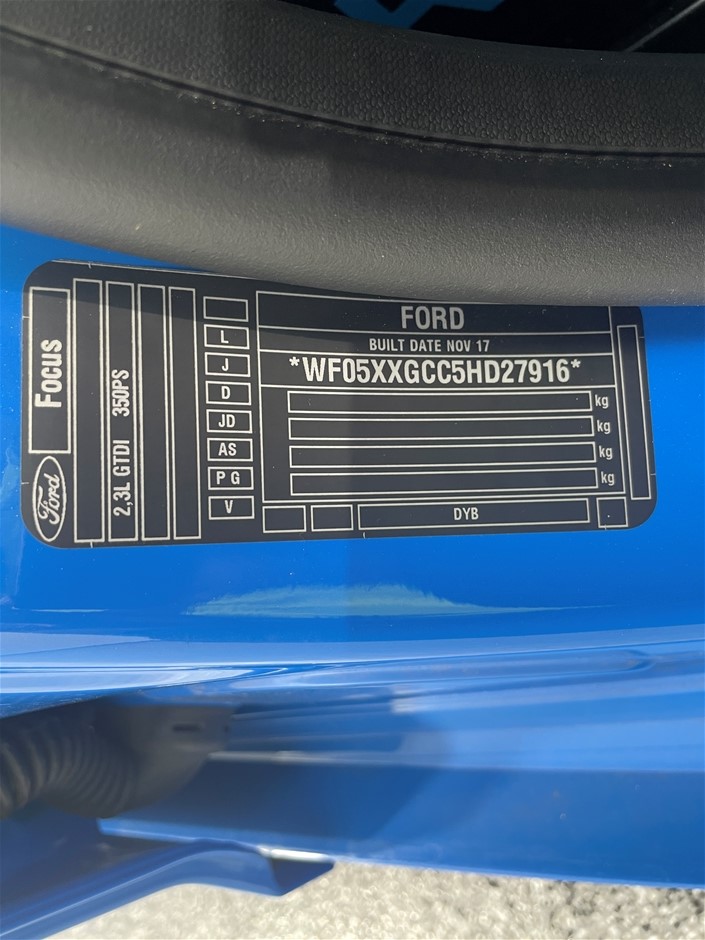 Focus
Ford
2,3L GTDI 350PS
L
J
D
JD
AS
P G
V
FORD
BUILT DATE NOV 17
*WF05XXGCC5HD27916*
kg
kg
kg
kg
DYB